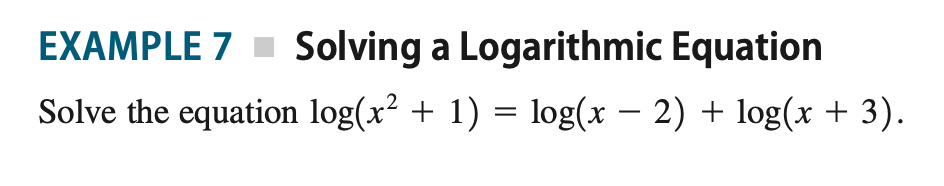 EXAMPLE 7 ■ Solving a Logarithmic Equation
Solve the equation log(x² + 1) = log(x − 2) + log(x + 3).